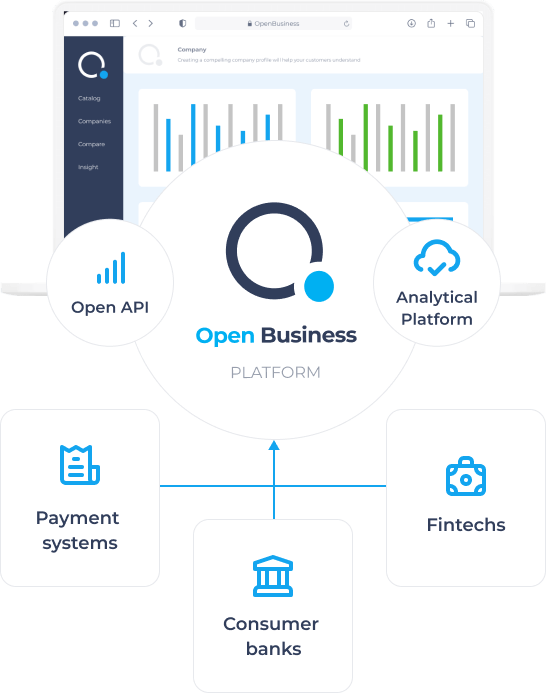 OpenBusiness
Company
Creating a compelling company profile will help your customers understand
Catalog
Companies
Compare
Insight
Open API
Analytical
Platform
Open Business
PLATFORM
Payment
systems
Fintechs
Consumer
banks